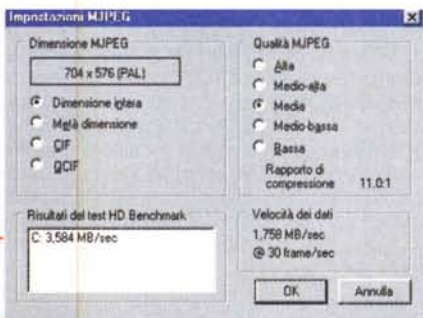 Impostazioni MJPEG
Dimensione MJPEG
704 x 576 (PAL)
Dimensione intera
Metà dimensione
CIF
QCIF
Qualità MJPEG
Alta
Medio-alta
Media
Medio-bassa
Bassa
Rapporto di
compressione 11.0:1
Risultati del test HD Benchmark
C: 3,584 MB/sec
Velocità dei dati
1,758 MB/sec
@ 30 frame/sec
OK
Annulla